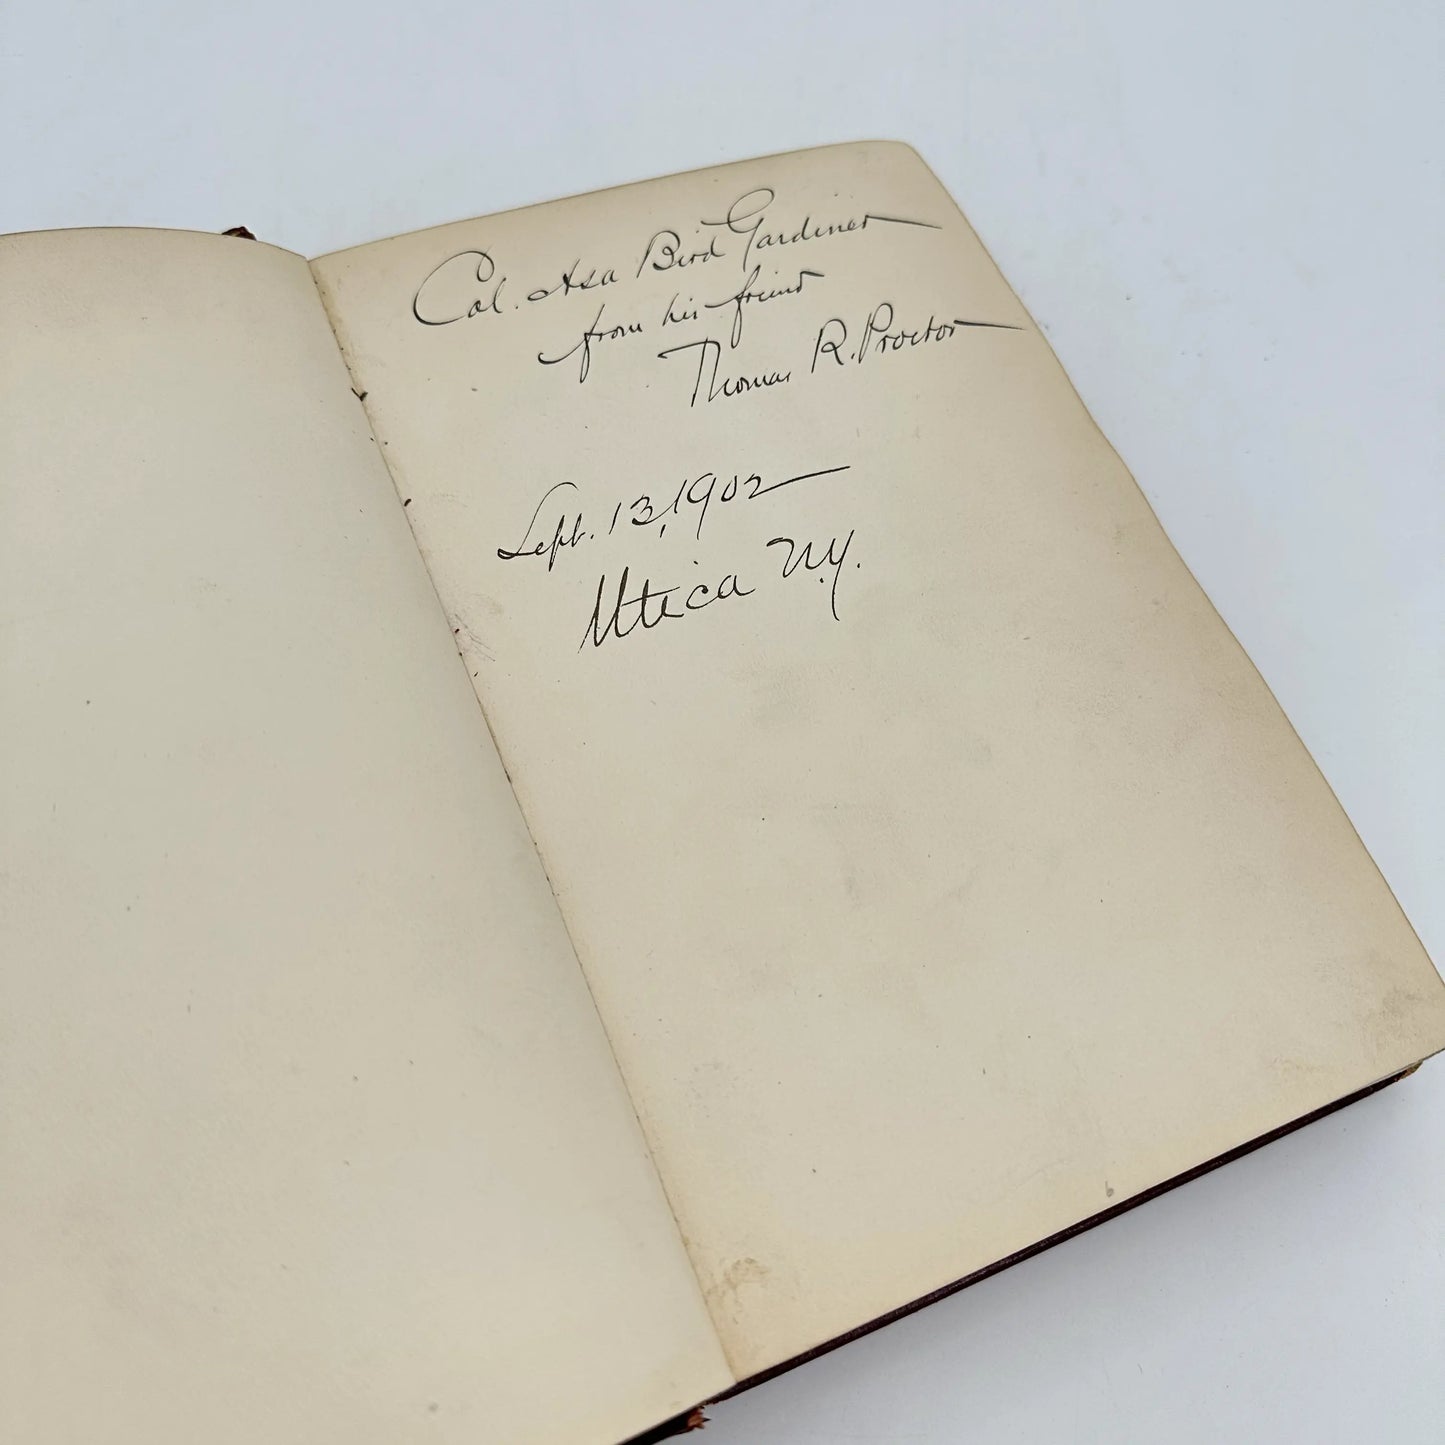 Col. Asa Bird Gardiner
from his friend
Thomas R. Proctor
Sept. 13, 1902
Utica N.Y.